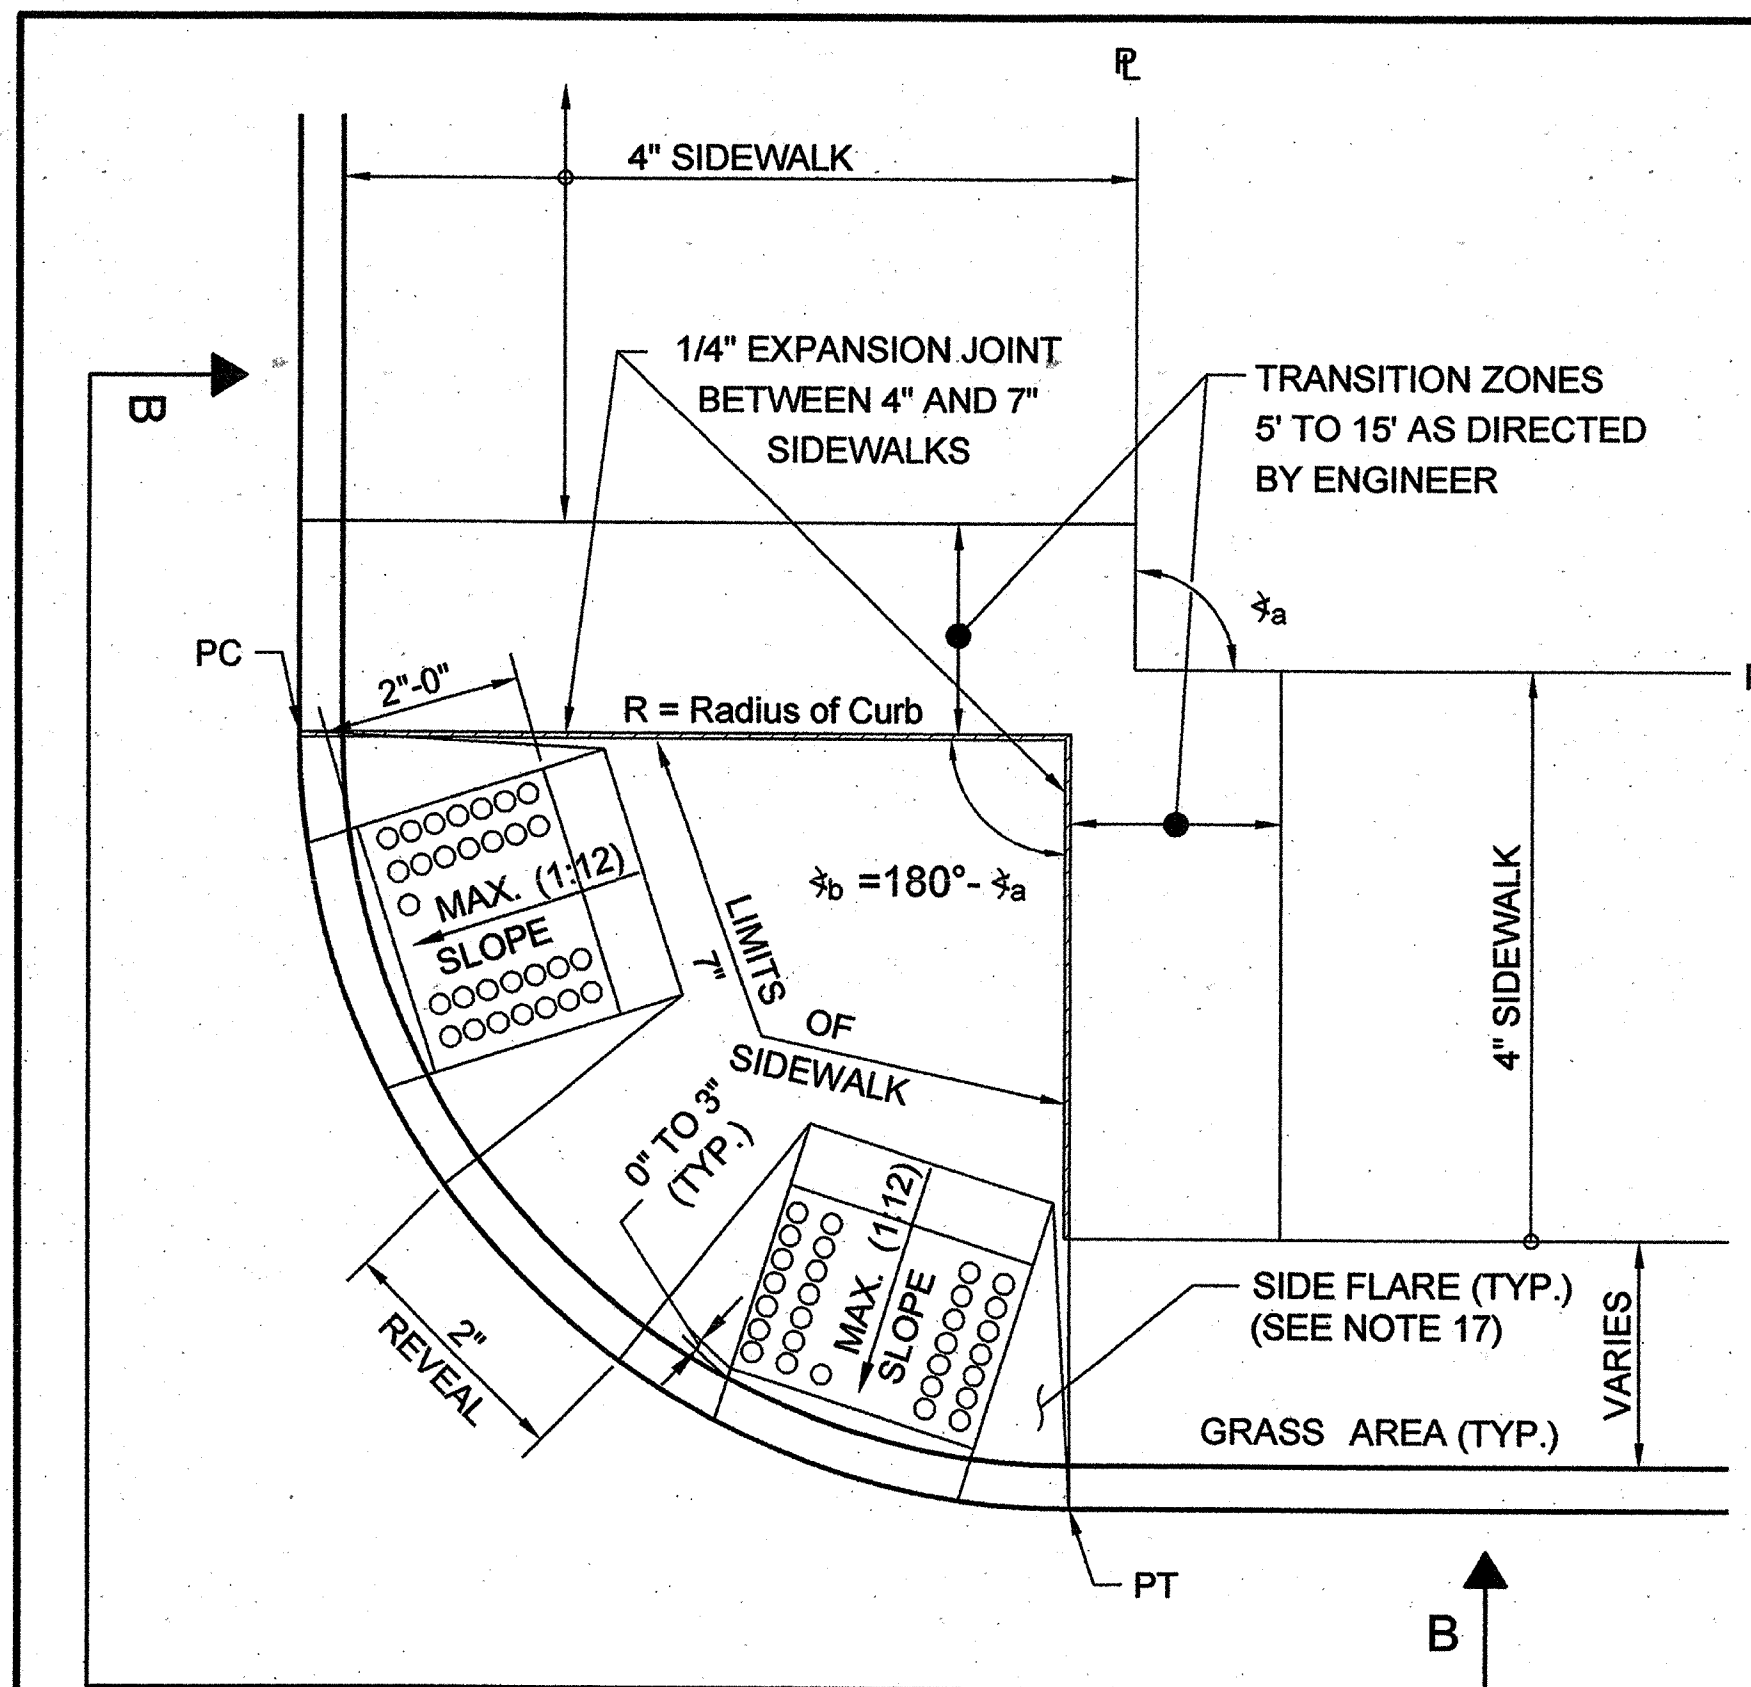 PL
4" SIDEWALK
1/4" EXPANSION JOINT
BETWEEN 4" AND 7"
SIDEWALKS
TRANSITION ZONES
5' TO 15' AS DIRECTED
BY ENGINEER
B
∡a
PC
2"-0"
R = Radius of Curb
∡b =180°- ∡a
MAX. (1:12)
SLOPE
LIMITS
OF
7"
SIDEWALK
4" SIDEWALK
0" TO 3"
(TYP.)
MAX. (1:12)
SLOPE
2"
REVEAL
SIDE FLARE (TYP.)
(SEE NOTE 17)
VARIES
GRASS AREA (TYP.)
PT
B